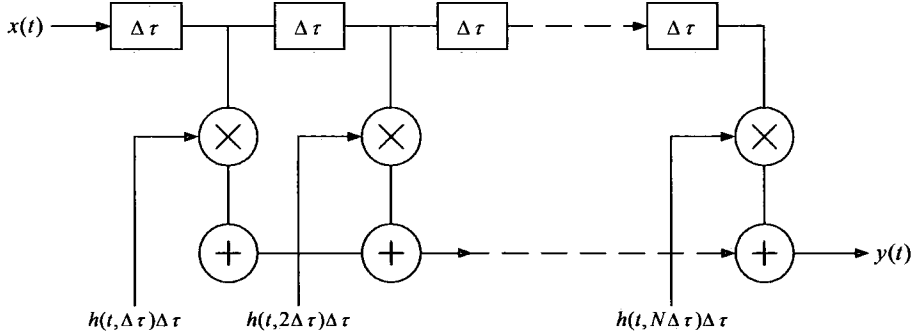 x(t) Δτ Δτ Δτ Δτ
× × ×
+ + + y(t)
h(t,Δτ)Δτ h(t,2Δτ)Δτ h(t,NΔτ)Δτ